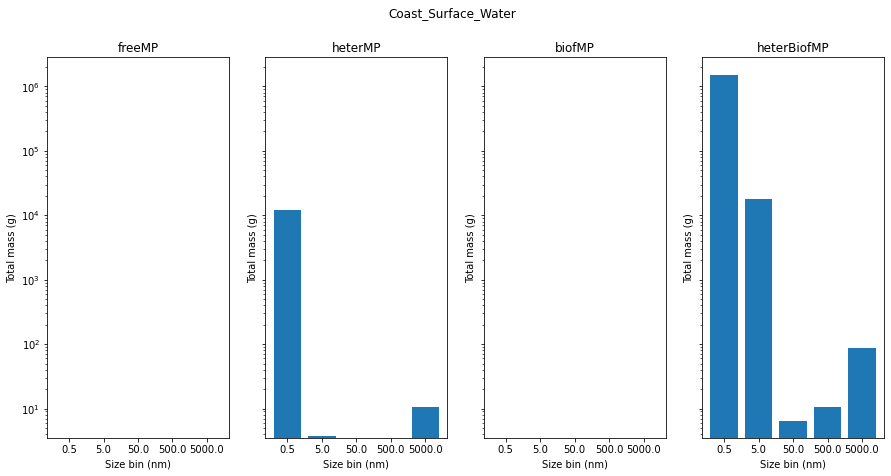 Coast_Surface_Water
freeMP
heterMP
biofMP
heterBiofMP
Total mass (g)
10^6
10^5
10^4
10^3
10^2
10^1
0.5 5.0 50.0 500.0 5000.0
Size bin (nm)
Total mass (g)
0.5 5.0 50.0 500.0 5000.0
Size bin (nm)
Total mass (g)
0.5 5.0 50.0 500.0 5000.0
Size bin (nm)
Total mass (g)
0.5 5.0 50.0 500.0 5000.0
Size bin (nm)